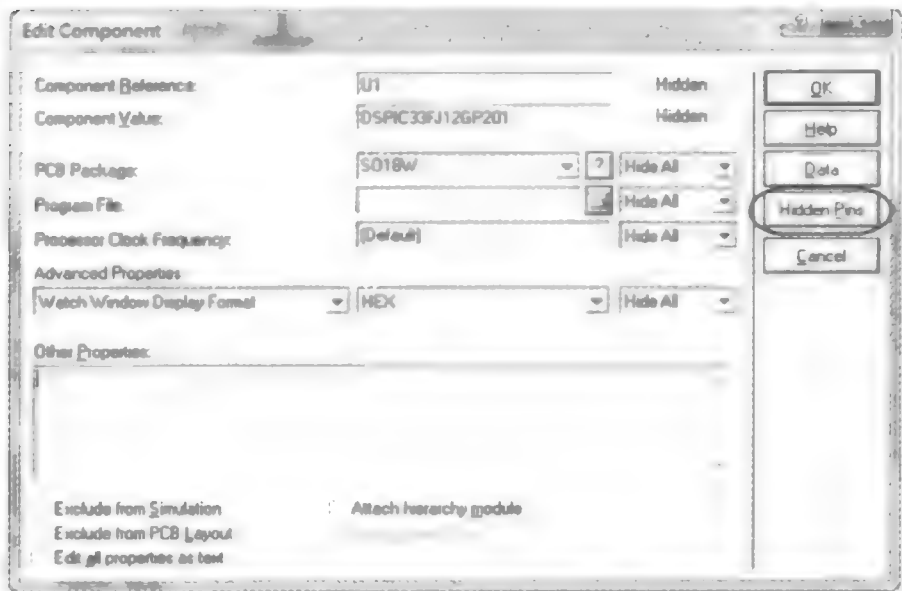 Edit Component
Component Reference: U1 Hidden OK
Component Value: DSPIC33FJ12GP201 Hidden Help
PCB Package: SO18W ? Hide All Data
Program File: Hide All Hidden Pins
Processor Clock Frequency: (Default) Hide All Cancel
Advanced Properties
Watch Window Display Format HEX Hide All
Other Properties:
Exclude from Simulation Attach hierarchy module
Exclude from PCB Layout
Edit all properties as text